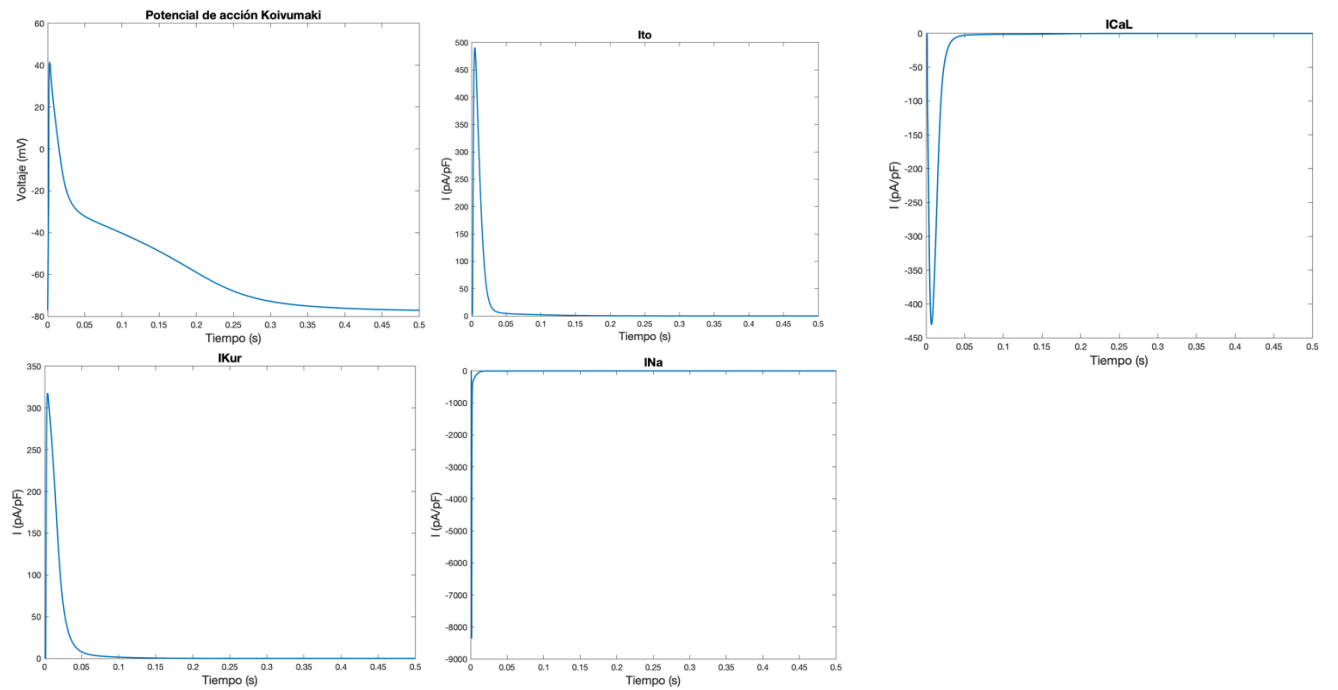 Potencial de acción Koivumaki
60
40
20
0
-20
-40
-60
-80
Voltaje (mV)
0 0.05 0.1 0.15 0.2 0.25 0.3 0.35 0.4 0.45 0.5
Tiempo (s)
Ito
500
450
400
350
300
250
200
150
100
50
0
I (pA/pF)
0 0.05 0.1 0.15 0.2 0.25 0.3 0.35 0.4 0.45 0.5
Tiempo (s)
ICaL
0
-50
-100
-150
-200
-250
-300
-350
-400
-450
I (pA/pF)
0 0.05 0.1 0.15 0.2 0.25 0.3 0.35 0.4 0.45 0.5
Tiempo (s)
IKur
350
300
250
200
150
100
50
0
I (pA/pF)
0 0.05 0.1 0.15 0.2 0.25 0.3 0.35 0.4 0.45 0.5
Tiempo (s)
INa
0
-1000
-2000
-3000
-4000
-5000
-6000
-7000
-8000
-9000
I (pA/pF)
0 0.05 0.1 0.15 0.2 0.25 0.3 0.35 0.4 0.45 0.5
Tiempo (s)